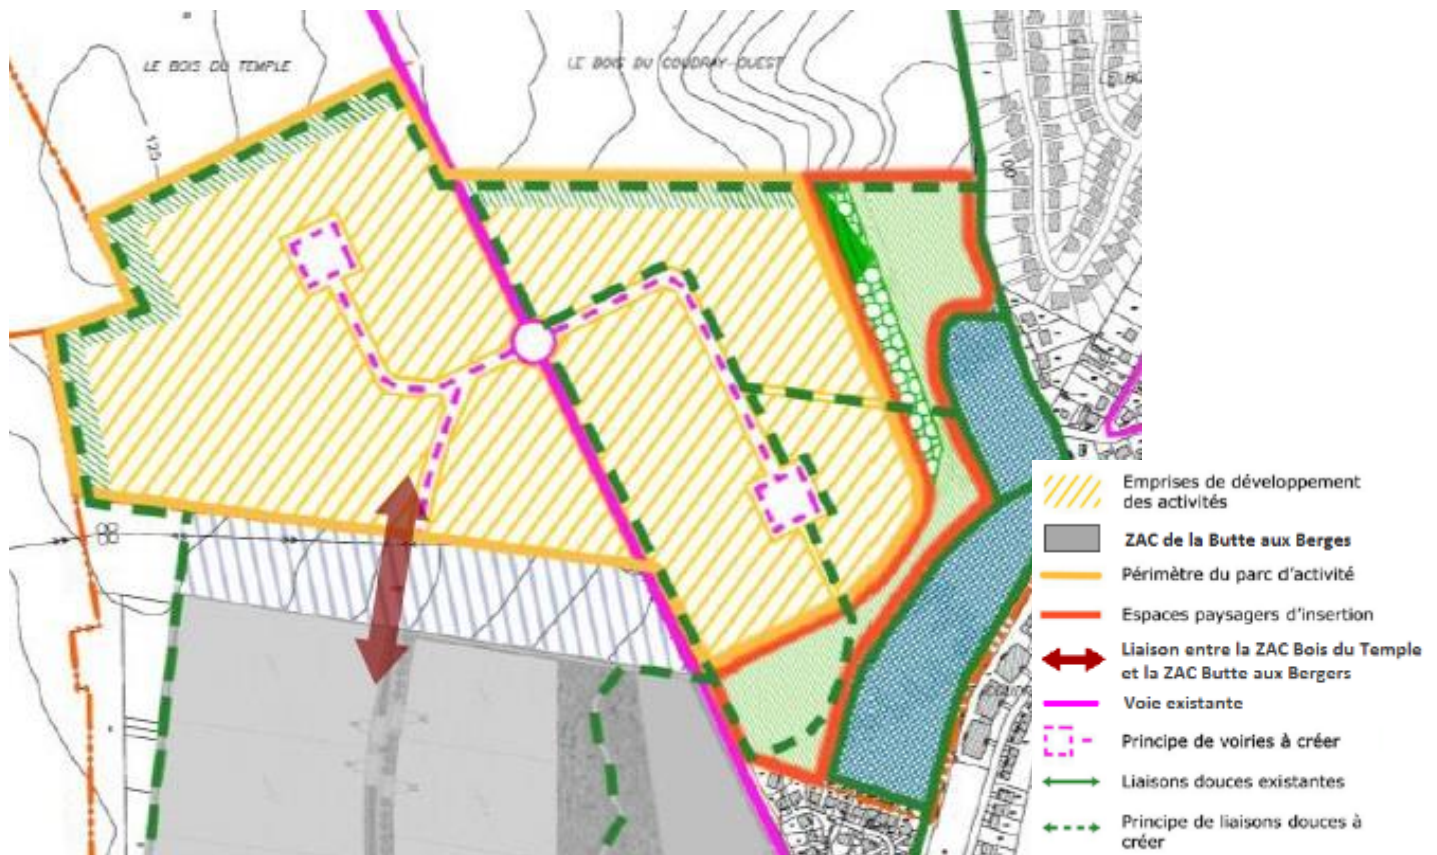 LE BOIS DU TEMPLE
LE BOIS DU COUDRAY-OUEST
120
100
Emprises de développement
des activités
ZAC de la Butte aux Berges
Périmètre du parc d'activité
Espaces paysagers d'insertion
Liaison entre la ZAC Bois du Temple
et la ZAC Butte aux Bergers
Voie existante
Principe de voiries à créer
Liaisons douces existantes
Principe de liaisons douces à
créer